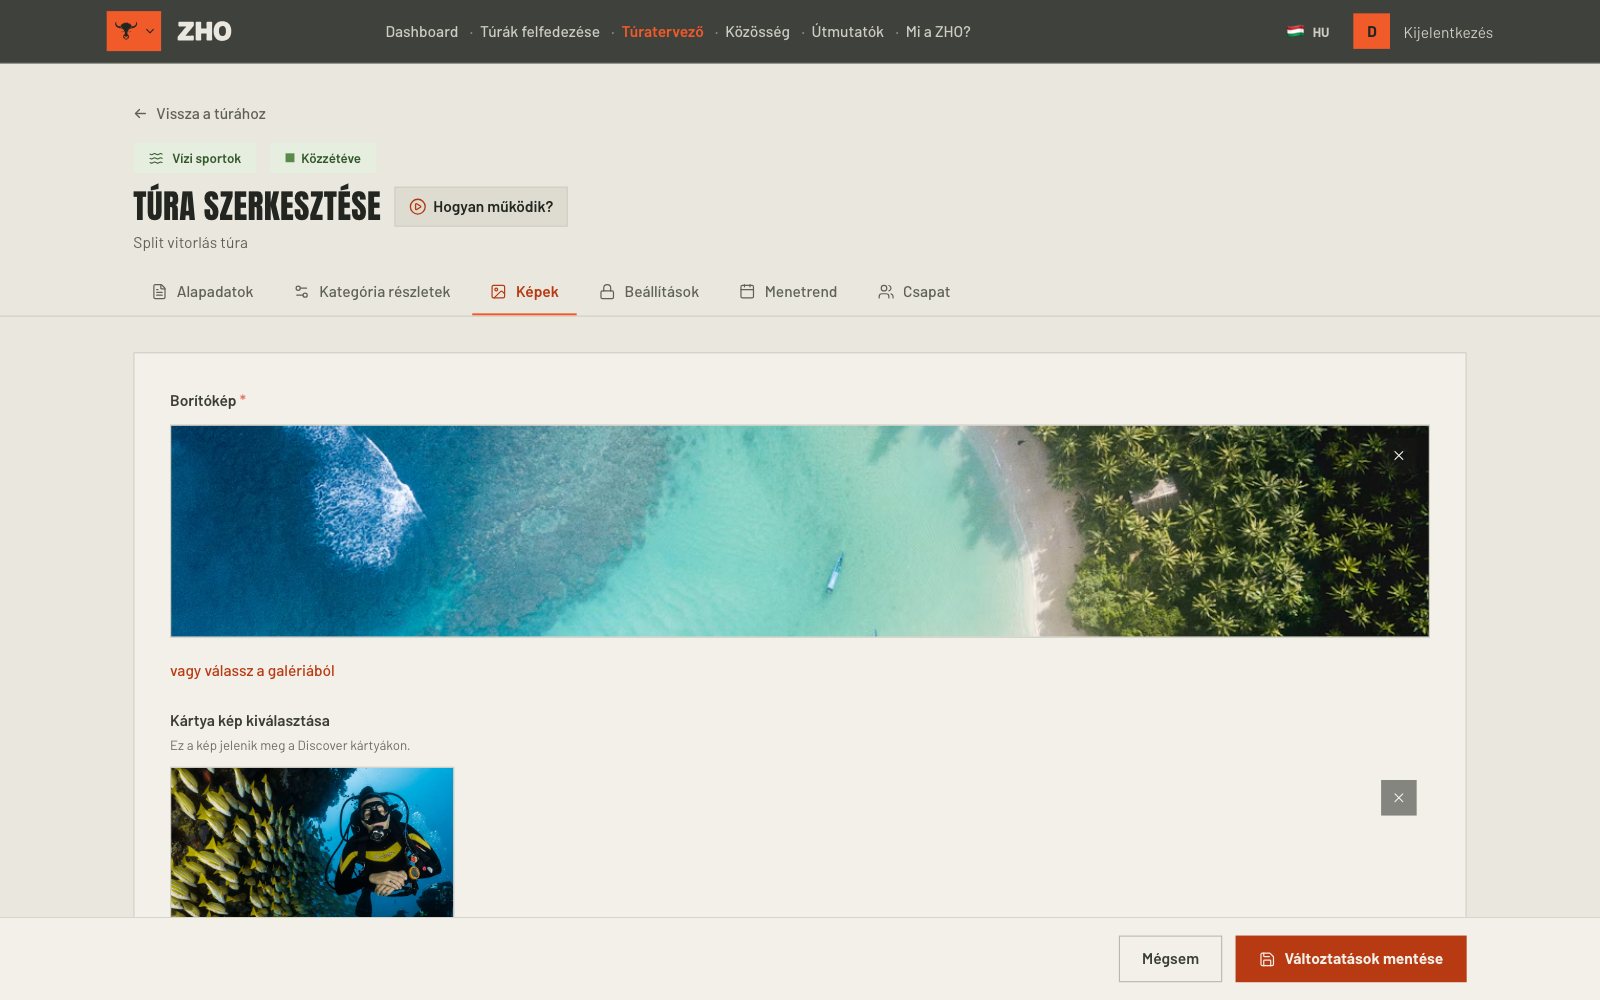 ZHO
Dashboard · Túrák felfedezése · Túratervező · Közösség · Útmutatók · Mi a ZHO?
HU
D
Kijelentkezés
← Vissza a túrához
Vízi sportok
Közzétéve
TÚRA SZERKESZTÉSE
Hogyan működik?
Split vitorlás túra
Alapadatok
Kategória részletek
Képek
Beállítások
Menetrend
Csapat
Borítókép *
vagy válassz a galériából
Kártya kép kiválasztása
Ez a kép jelenik meg a Discover kártyákon.
Mégsem
Változtatások mentése